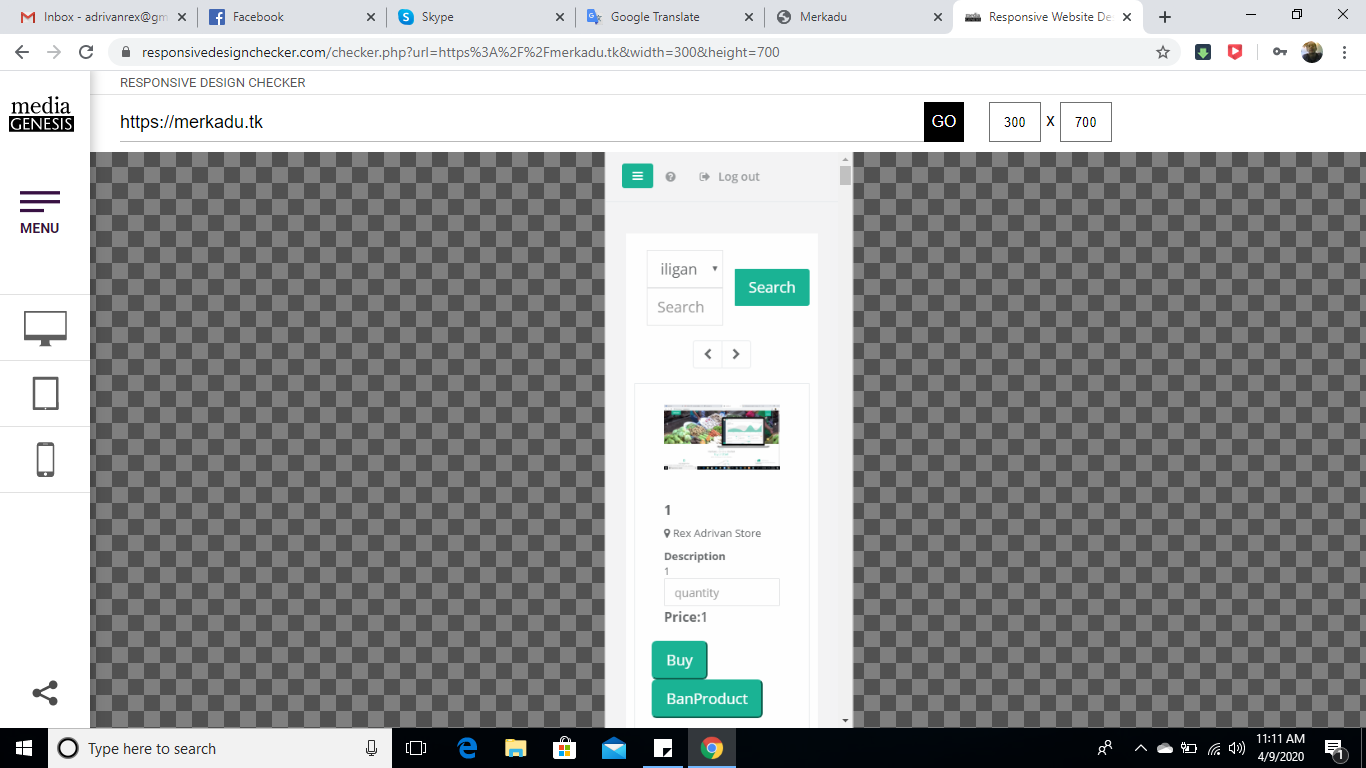 Inbox - adrivanrex@gm
Facebook
Skype
Google Translate
Merkadu
Responsive Website De
responsivedesignchecker.com/checker.php?url=https%3A%2F%2Fmerkadu.tk&width=300&height=700
media
GENESIS
RESPONSIVE DESIGN CHECKER
https://merkadu.tk
GO
300 X 700
MENU
Log out
iligan
Search
Search
1
Rex Adrivan Store
Description
1
quantity
Price:1
Buy
BanProduct
Type here to search
11:11 AM
4/9/2020
1